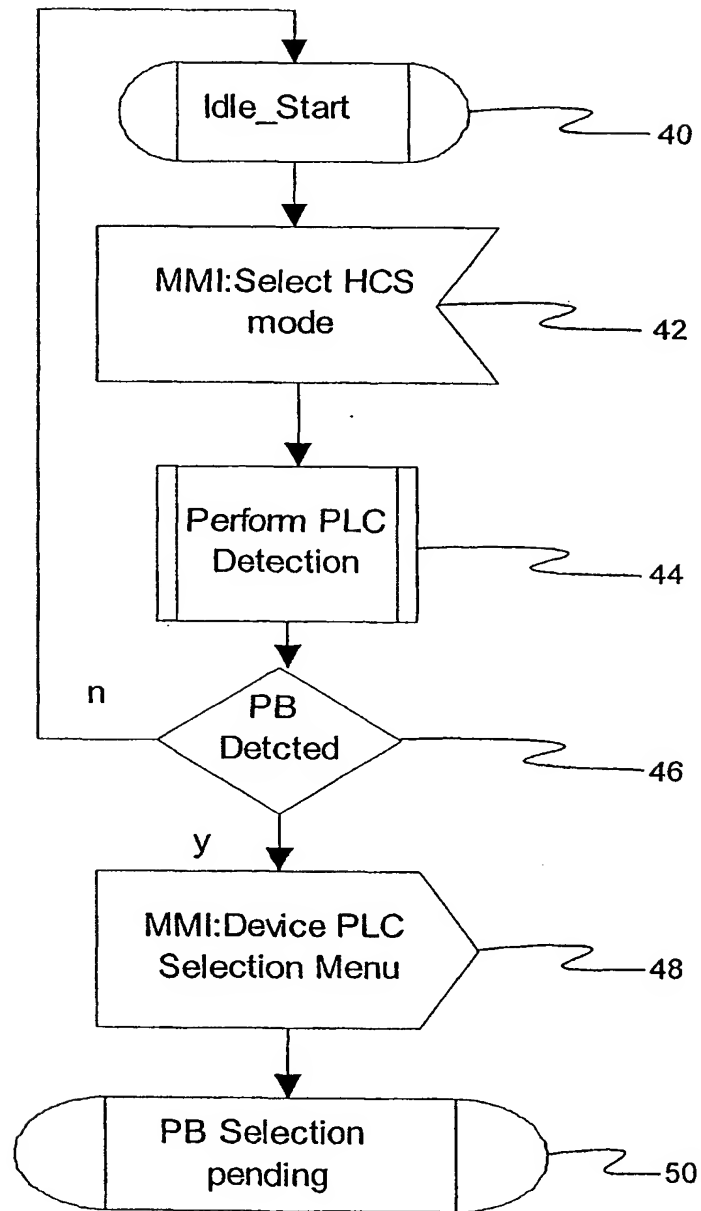 Idle_Start
40
MMI:Select HCS
mode
42
Perform PLC
Detection
44
n
PB
Detcted
46
y
MMI:Device PLC
Selection Menu
48
PB Selection
pending
50